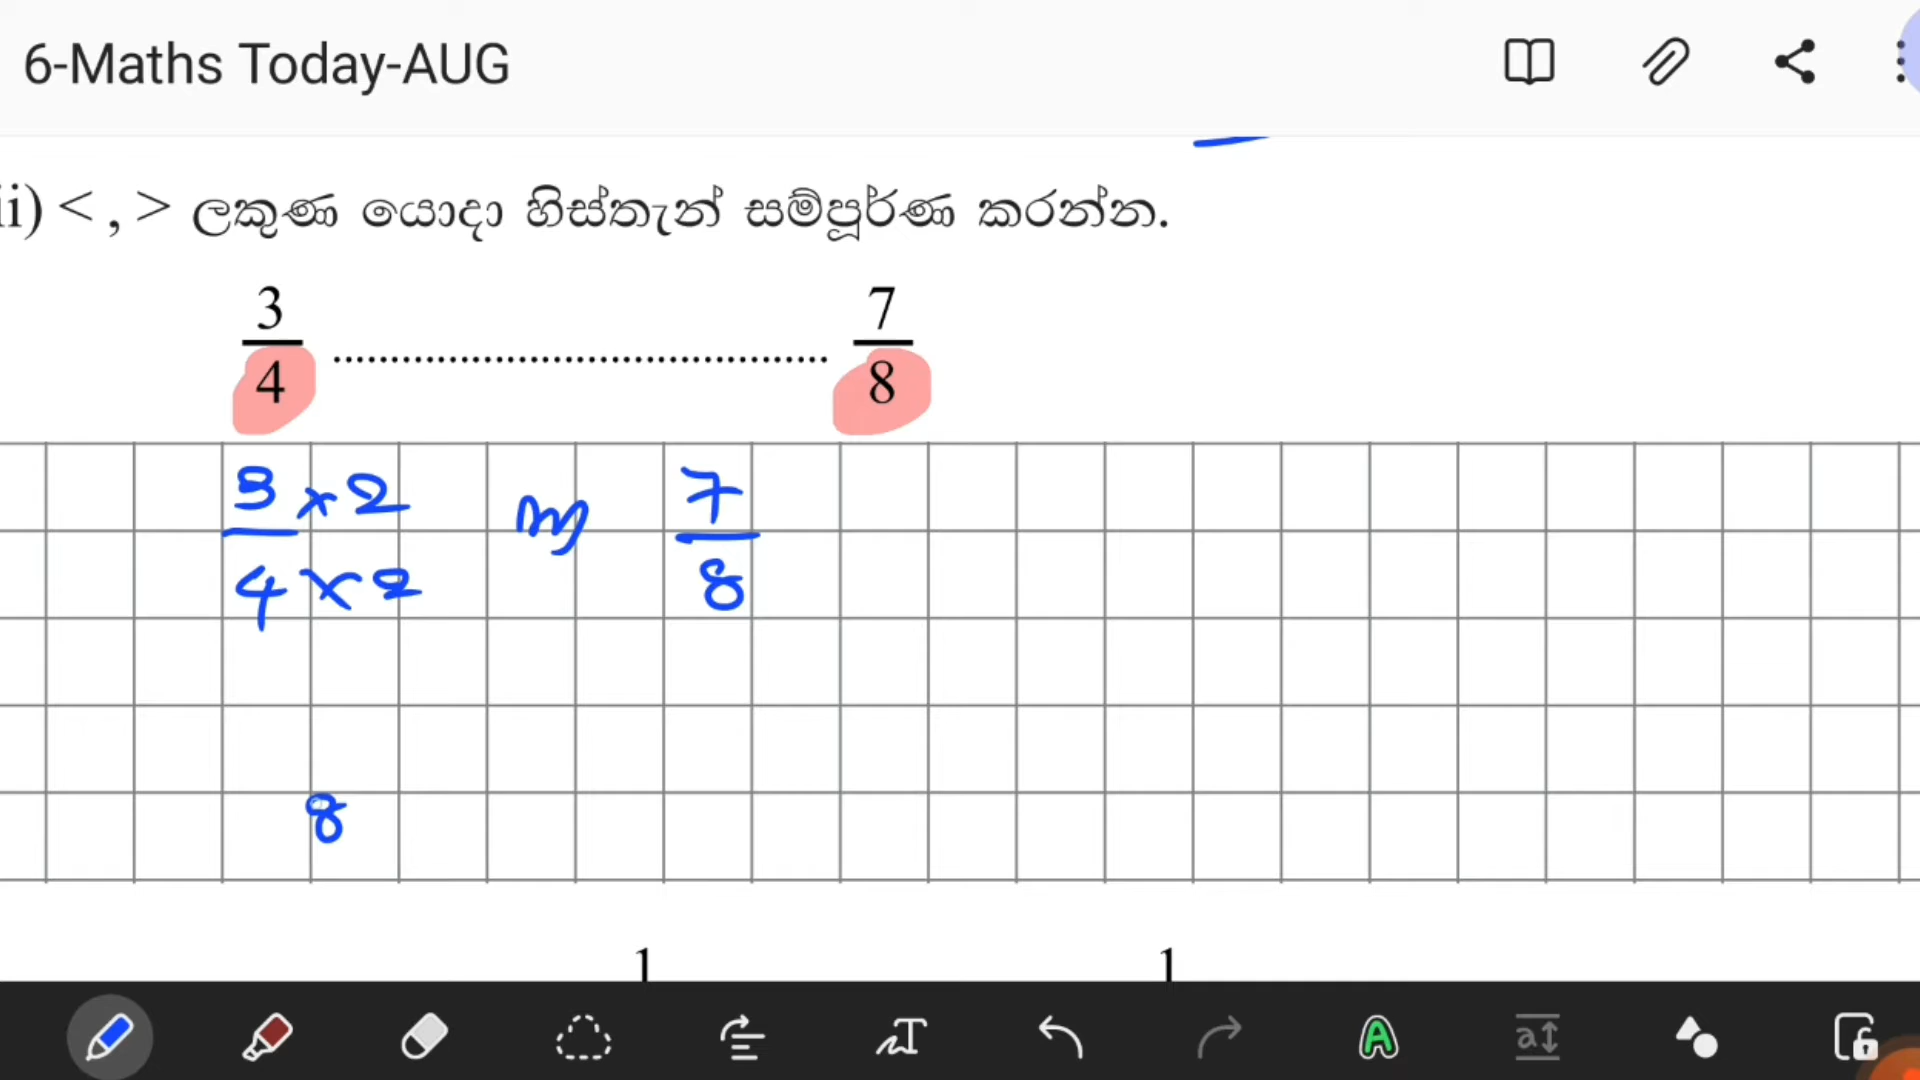 6-Maths Today-AUG
ii) < , > ලකුණ යොදා හිස්තැන් සම්පූර්ණ කරන්න.
3 7
4 ............................................ 8
3 × 2 හා 7
4 × 2 8
8
1 1